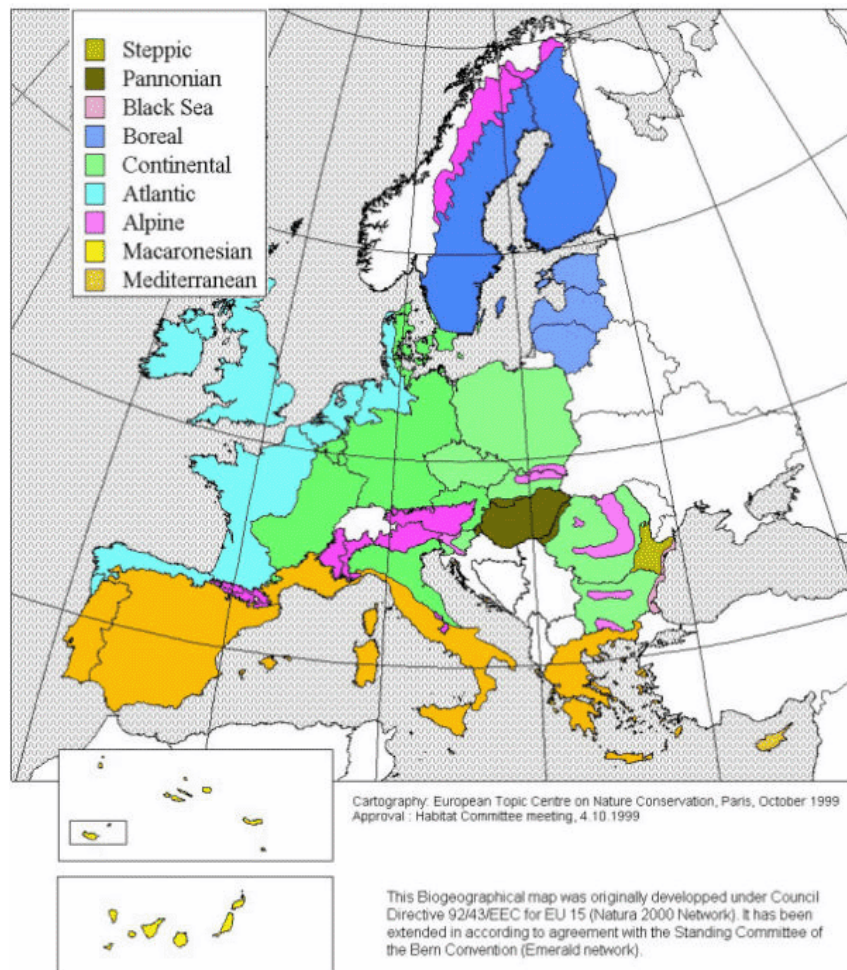 Steppic
Pannonian
Black Sea
Boreal
Continental
Atlantic
Alpine
Macaronesian
Mediterranean
Cartography: European Topic Centre on Nature Conservation, Paris, October 1999
Approval : Habitat Committee meeting, 4.10.1999
This Biogeographical map was originally developped under Council
Directive 92/43/EEC for EU 15 (Natura 2000 Network). It has been
extended in according to agreement with the Standing Committee of
the Bern Convention (Emerald network).